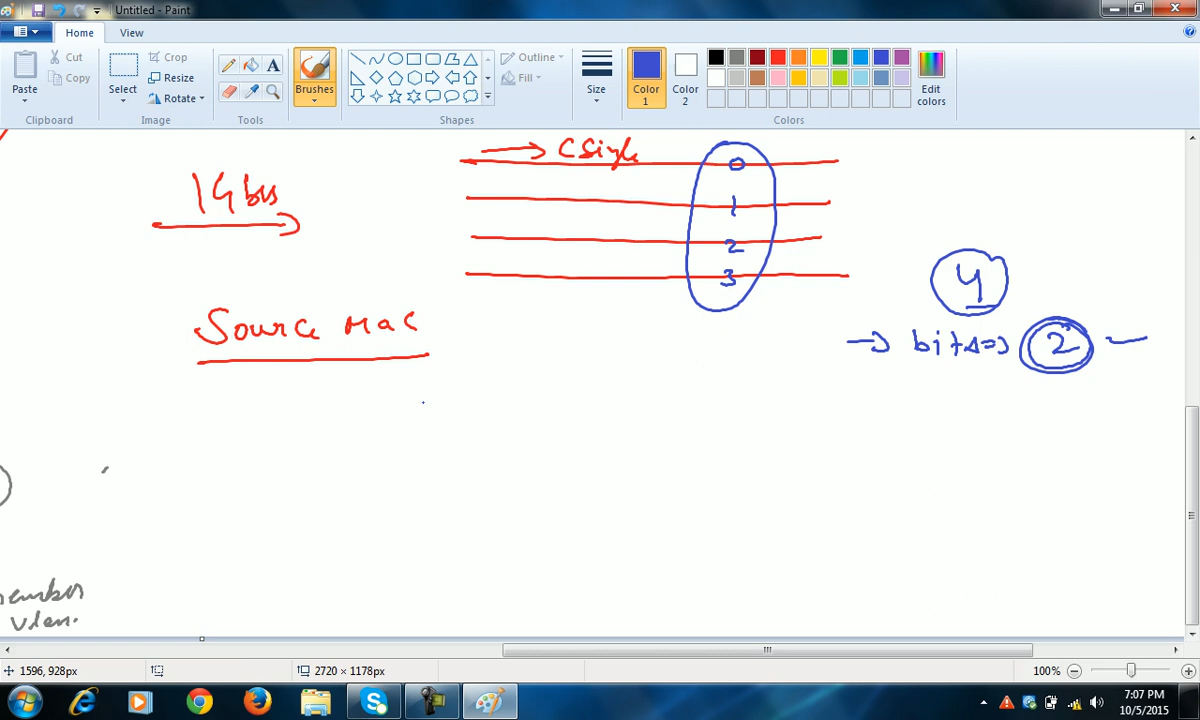 Untitled - Paint
Home View
Paste Cut Copy
Clipboard
Select Crop Resize Rotate
Image
Tools
Brushes
Outline Fill
Shapes
Size
Color 1
Color 2
Edit colors
Colors
0
1
2
3
4
Source Mac
bits => 2
vlan.
1596, 928px
2720 × 1178px
100%
7:07 PM
10/5/2015